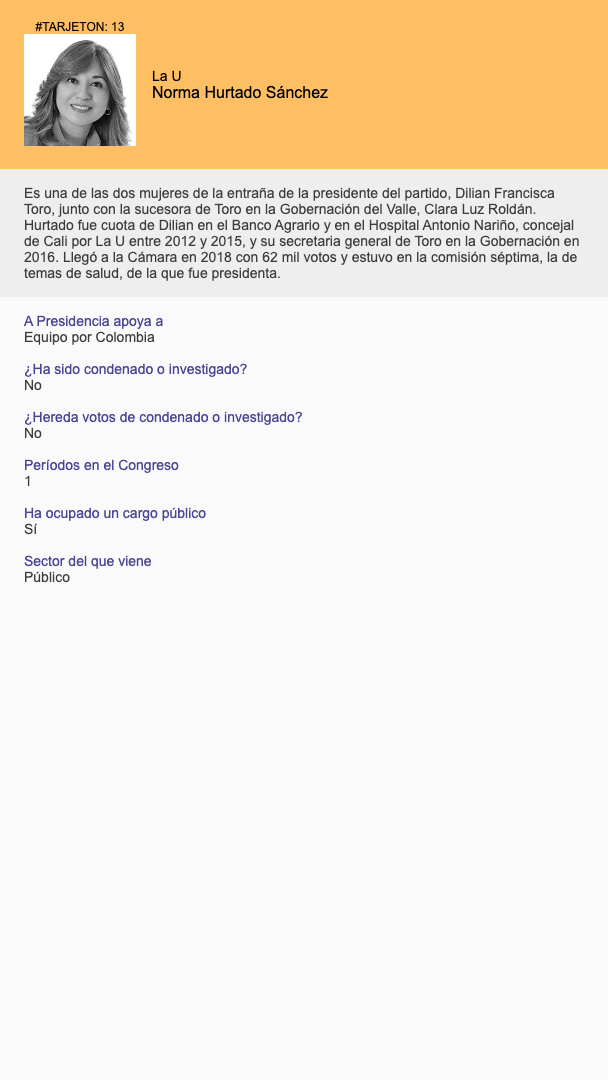 #TARJETON: 13
La U
Norma Hurtado Sánchez
Es una de las dos mujeres de la entraña de la presidente del partido, Dilian Francisca
Toro, junto con la sucesora de Toro en la Gobernación del Valle, Clara Luz Roldán.
Hurtado fue cuota de Dilian en el Banco Agrario y en el Hospital Antonio Nariño, concejal
de Cali por La U entre 2012 y 2015, y su secretaria general de Toro en la Gobernación en
2016. Llegó a la Cámara en 2018 con 62 mil votos y estuvo en la comisión séptima, la de
temas de salud, de la que fue presidenta.
A Presidencia apoya a
Equipo por Colombia
¿Ha sido condenado o investigado?
No
¿Hereda votos de condenado o investigado?
No
Períodos en el Congreso
1
Ha ocupado un cargo público
Sí
Sector del que viene
Público